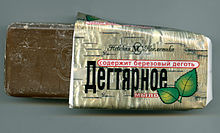 Невская Косметика
содержит березовый деготь
Дегтярное
мыло